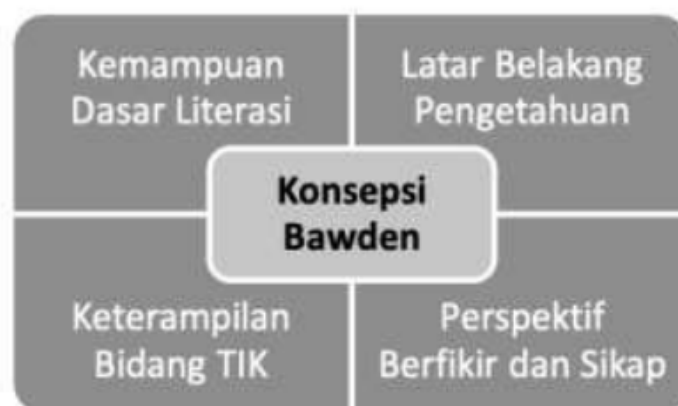 Kemampuan
Dasar Literasi
Latar Belakang
Pengetahuan
Konsepsi
Bawden
Keterampilan
Bidang TIK
Perspektif
Berfikir dan Sikap